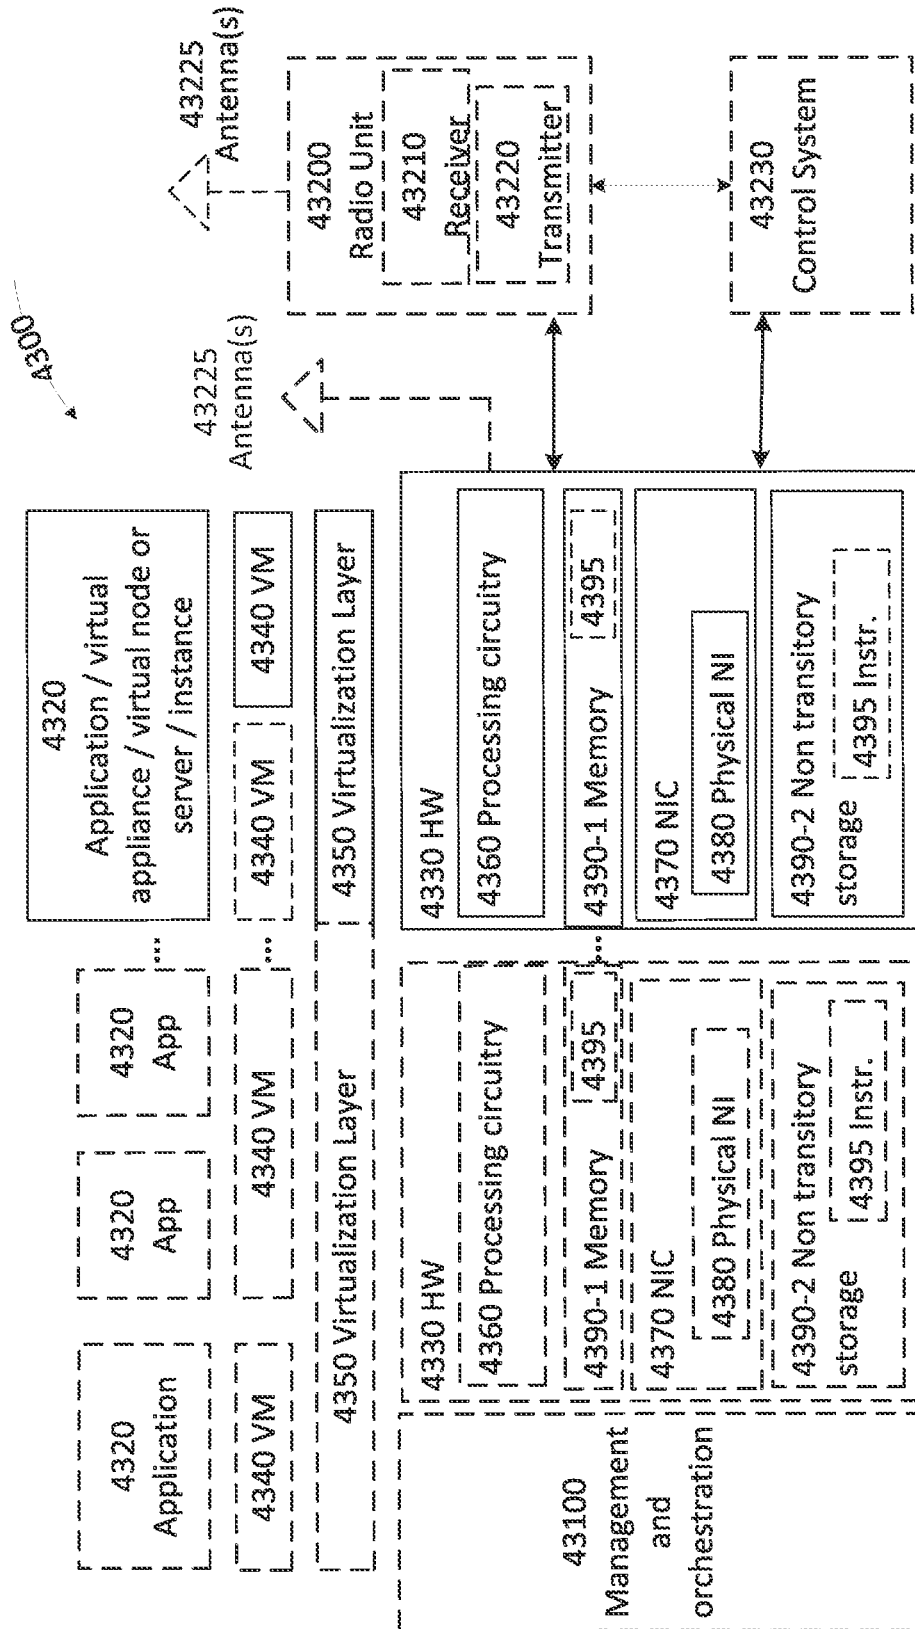 4300
4320
Application
4320
App
4320
App
...
4320
Application / virtual
appliance / virtual node or
server / instance
4340 VM
4340 VM
...
4340 VM
4340 VM
4350 Virtualization Layer
4350 Virtualization Layer
43225
Antenna(s)
43225
Antenna(s)
43100
Management
and
orchestration
4330 HW
4360 Processing circuitry
4390-1 Memory
4395
4370 NIC
4380 Physical NI
4390-2 Non transitory
storage
4395 Instr.
...
4330 HW
4360 Processing circuitry
4390-1 Memory
4395
4370 NIC
4380 Physical NI
4390-2 Non transitory
storage
4395 Instr.
43200
Radio Unit
43210
Receiver
43220
Transmitter
43230
Control System